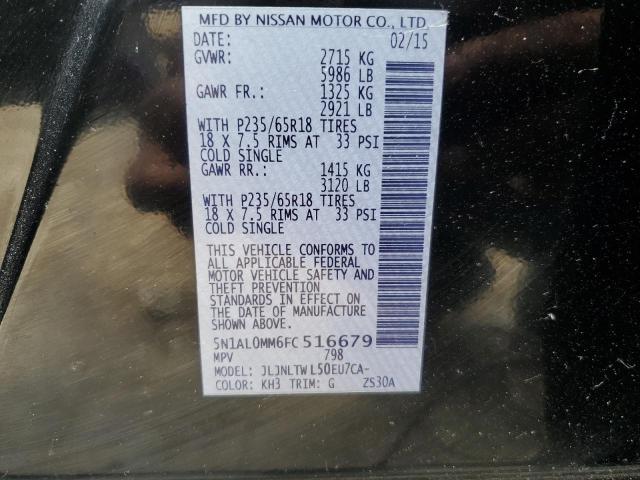 MFD BY NISSAN MOTOR CO., LTD.
DATE: 02/15
GVWR: 2715 KG
5986 LB
GAWR FR.: 1325 KG
2921 LB
WITH P235/65R18 TIRES
18 X 7.5 RIMS AT 33 PSI
COLD SINGLE
GAWR RR.: 1415 KG
3120 LB
WITH P235/65R18 TIRES
18 X 7.5 RIMS AT 33 PSI
COLD SINGLE
THIS VEHICLE CONFORMS TO
ALL APPLICABLE FEDERAL
MOTOR VEHICLE SAFETY AND
THEFT PREVENTION
STANDARDS IN EFFECT ON
THE DATE OF MANUFACTURE
SHOWN ABOVE.
5N1AL0MM6FC516679
MPV 798
MODEL: JLJNLTWL50EU7CA-
COLOR: KH3 TRIM: G ZS30A